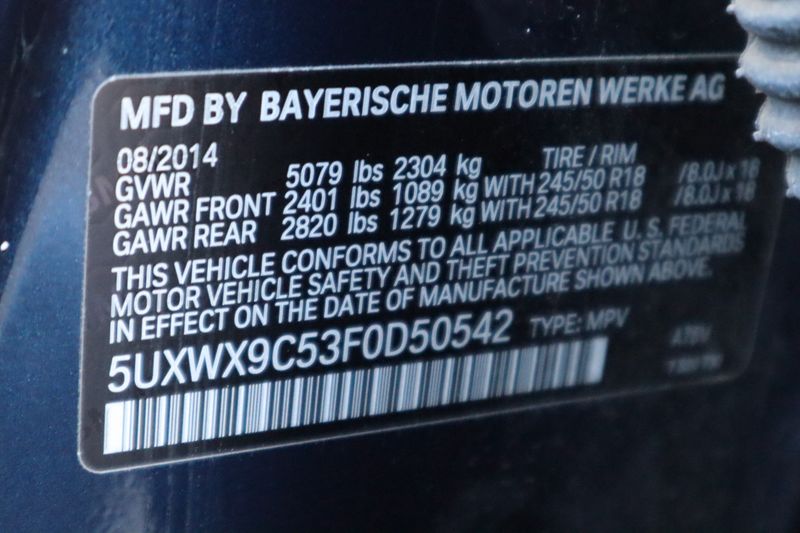 MFD BY BAYERISCHE MOTOREN WERKE AG
08/2014 TIRE / RIM
GVWR 5079 lbs 2304 kg
GAWR FRONT 2401 lbs 1089 kg WITH 245/50 R18 /8.0J x 18
GAWR REAR 2820 lbs 1279 kg WITH 245/50 R18 /8.0J x 18
THIS VEHICLE CONFORMS TO ALL APPLICABLE U. S. FEDERAL
MOTOR VEHICLE SAFETY AND THEFT PREVENTION STANDARDS
IN EFFECT ON THE DATE OF MANUFACTURE SHOWN ABOVE.
5UXWX9C53F0D50542 TYPE: MPV